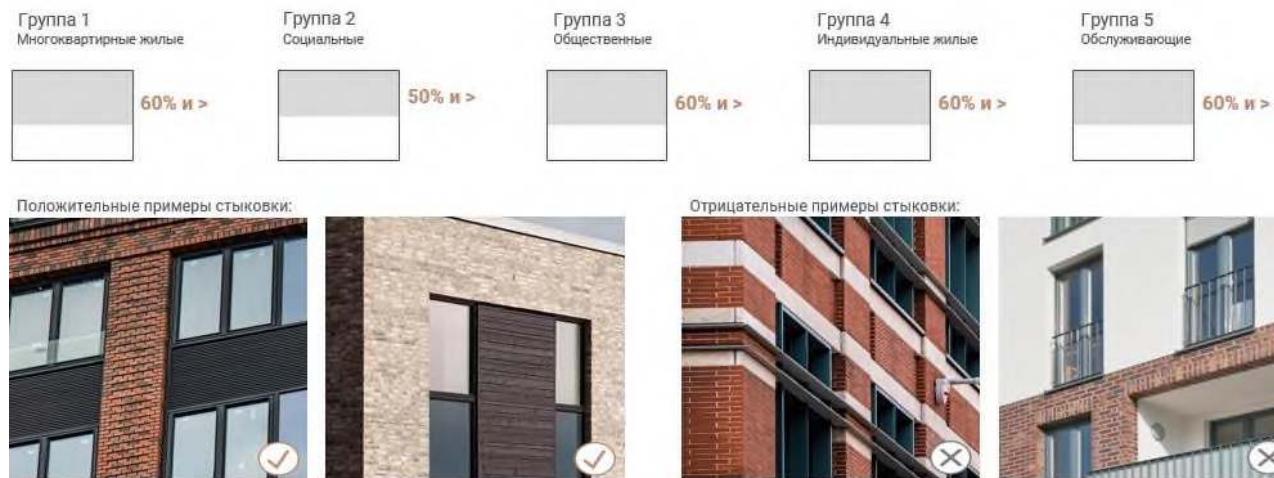 Группа 1
Многоквартирные жилые
60% и >
Группа 2
Социальные
50% и >
Группа 3
Общественные
60% и >
Группа 4
Индивидуальные жилые
60% и >
Группа 5
Обслуживающие
60% и >
Положительные примеры стыковки:
Отрицательные примеры стыковки: